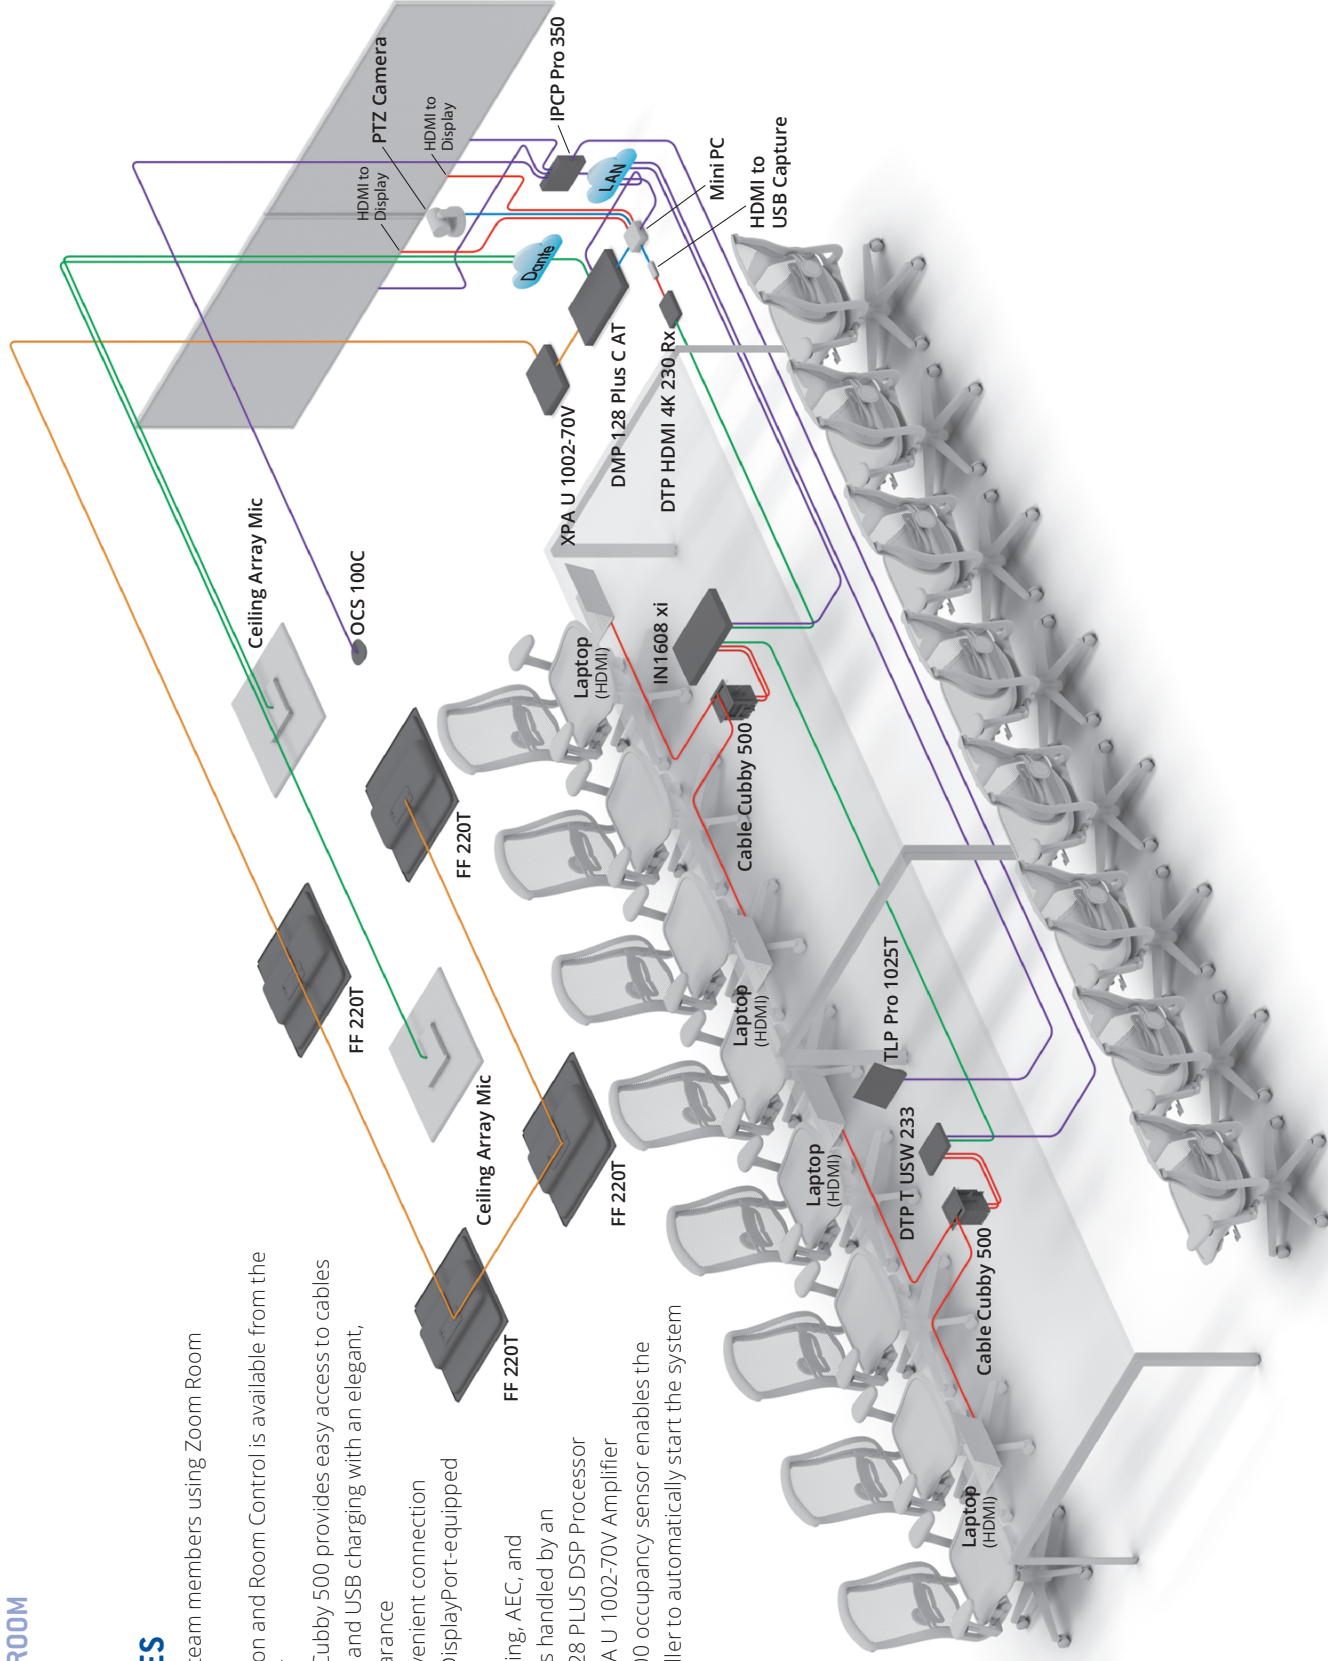 ROOM
ES
team members using Zoom Room
on and Room Control is available from the
Cubby 500 provides easy access to cables
and USB charging with an elegant,
arance
venient connection
DisplayPort-equipped
ing, AEC, and
s handled by an
28 PLUS DSP Processor
A U 1002-70V Amplifier
00 occupancy sensor enables the
ller to automatically start the system
PTZ Camera
HDMI to
Display
HDMI to
Display
IPCP Pro 350
LAN
Dante
Mini PC
HDMI to
USB Capture
XPA U 1002-70V
DMP 128 Plus C AT
DTP HDMI 4K 230 Rx
Ceiling Array Mic
OCS 100C
FF 220T
FF 220T
Ceiling Array Mic
FF 220T
FF 220T
Laptop
(HDMI)
IN1608 xi
Cable Cubby 500
Laptop
(HDMI)
TLP Pro 1025T
Laptop
(HDMI)
DTP T USW 233
Cable Cubby 500
Laptop
(HDMI)